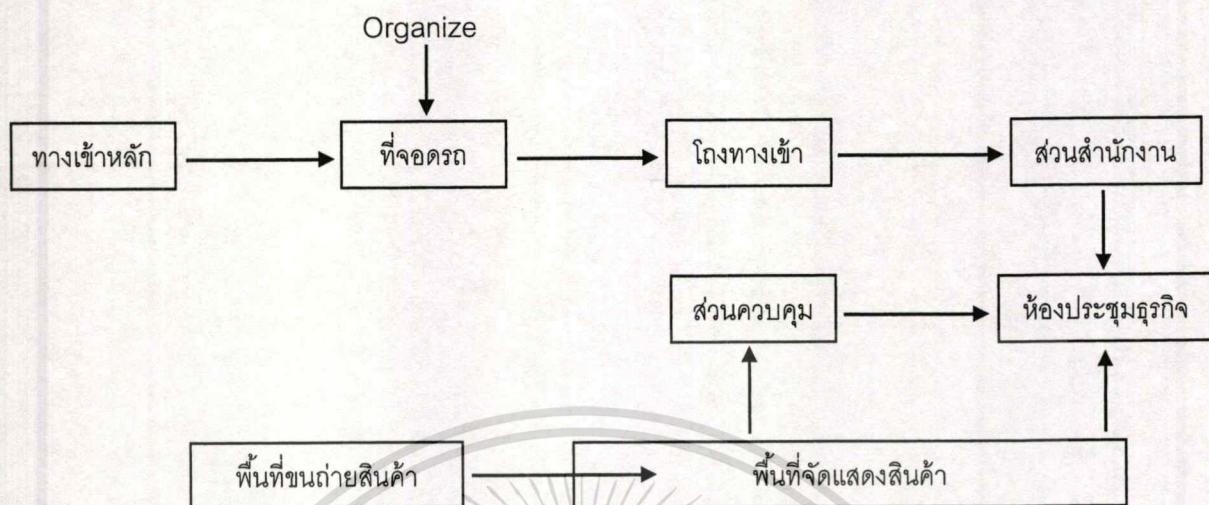 Organize
ทางเข้าหลัก
ที่จอดรถ
โถงทางเข้า
ส่วนสำนักงาน
ส่วนควบคุม
ห้องประชุมธุรกิจ
พื้นที่ขนถ่ายสินค้า
พื้นที่จัดแสดงสินค้า